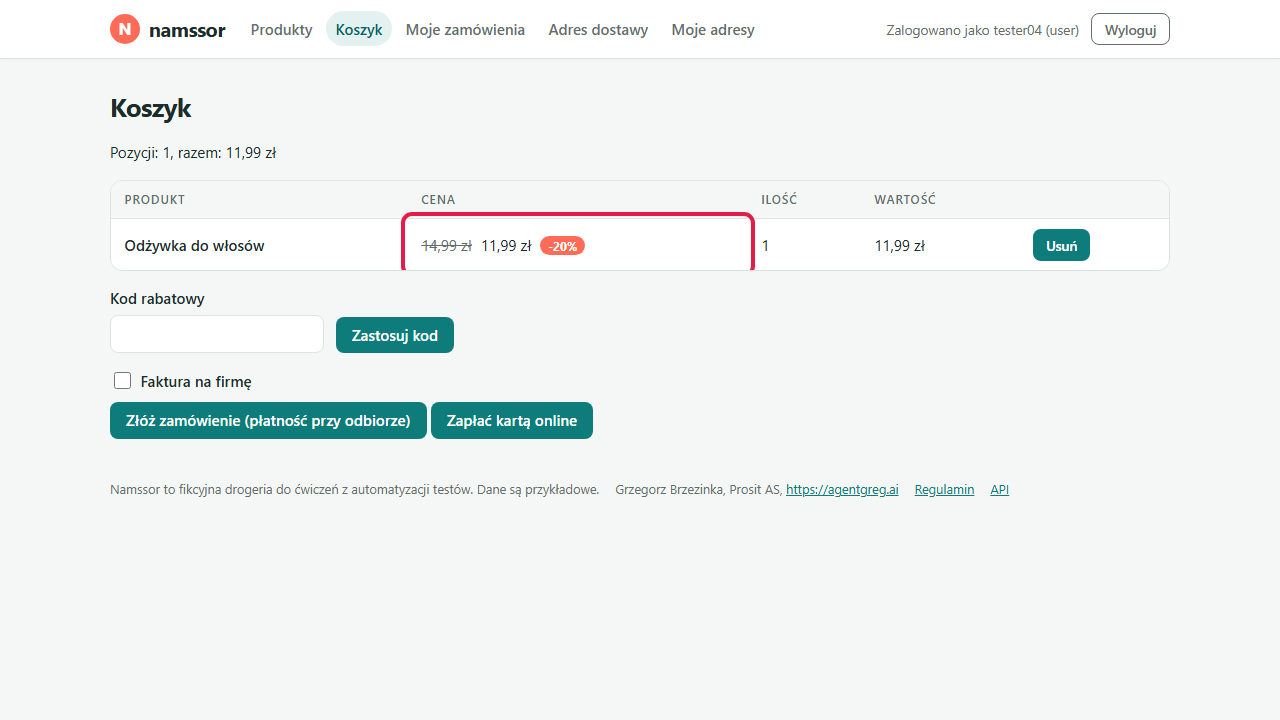 N namssor Produkty Koszyk Moje zamówienia Adres dostawy Moje adresy Zalogowano jako tester04 (user) Wyloguj
Koszyk
Pozycji: 1, razem: 11,99 zł
PRODUKT CENA ILOŚĆ WARTOŚĆ
Odżywka do włosów 14,99 zł 11,99 zł -20% 1 11,99 zł Usuń
Kod rabatowy
Zastosuj kod
Faktura na firmę
Złóż zamówienie (płatność przy odbiorze) Zapłać kartą online
Namssor to fikcyjna drogeria do ćwiczeń z automatyzacji testów. Dane są przykładowe. Grzegorz Brzezinka, Prosit AS, https://agentgreg.ai Regulamin API